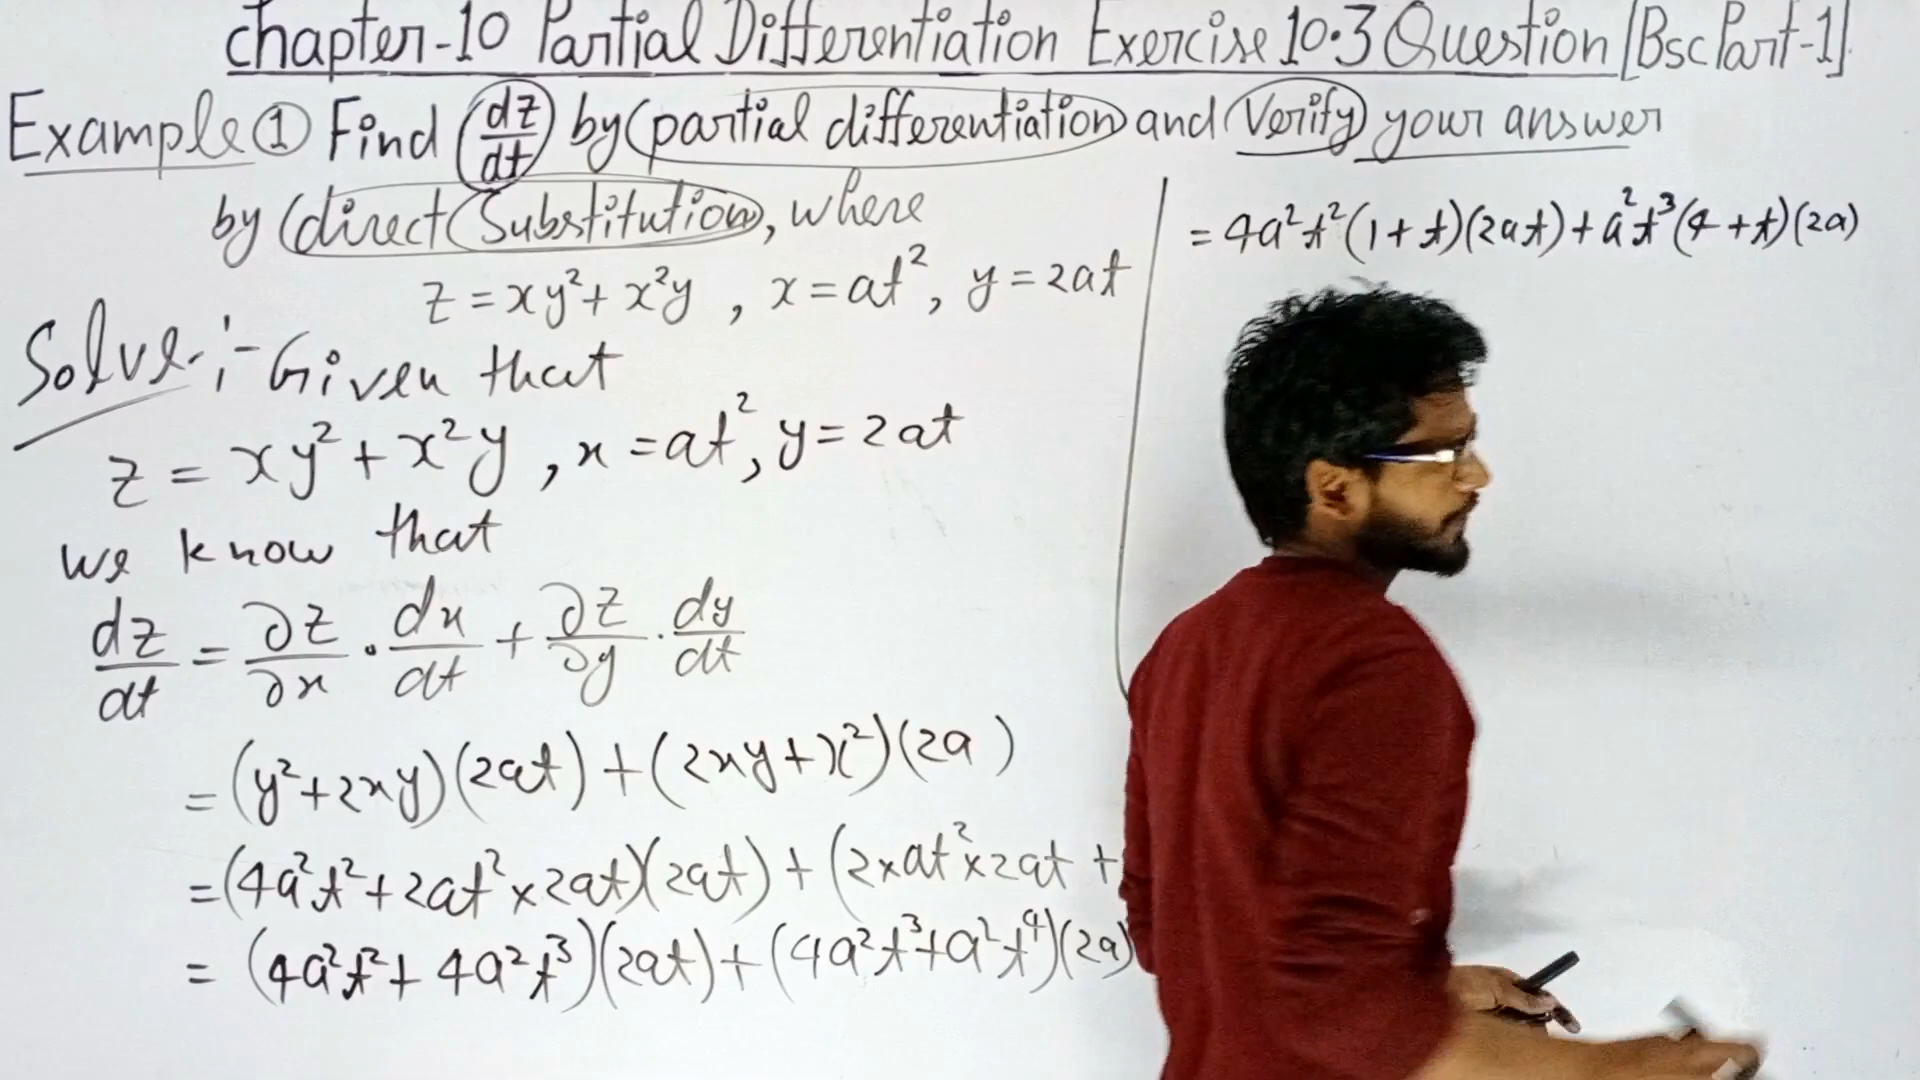 Chapter-10 Partial Differentiation Exercise 10.3 Question [Bsc Part-1]
Example ① Find (dz/dt) by (partial differentiation) and (Verify) your answer
by (direct Substitution), where
z = xy² + x²y , x = at² , y = 2at
Solve :- Given that
z = xy² + x²y , x = at² , y = 2at
we know that
dz/dt = ∂z/∂x . dx/dt + ∂z/∂y . dy/dt
= (y² + 2xy)(2at) + (2xy + x²)(2a)
= (4a²t² + 2at² × 2at)(2at) + (2×at² × 2at +
= (4a²t² + 4a²t³)(2at) + (4a²t³ + a²t⁴)(2a)
= 4a²t²(1 + t)(2at) + a²t³(4 + t)(2a)